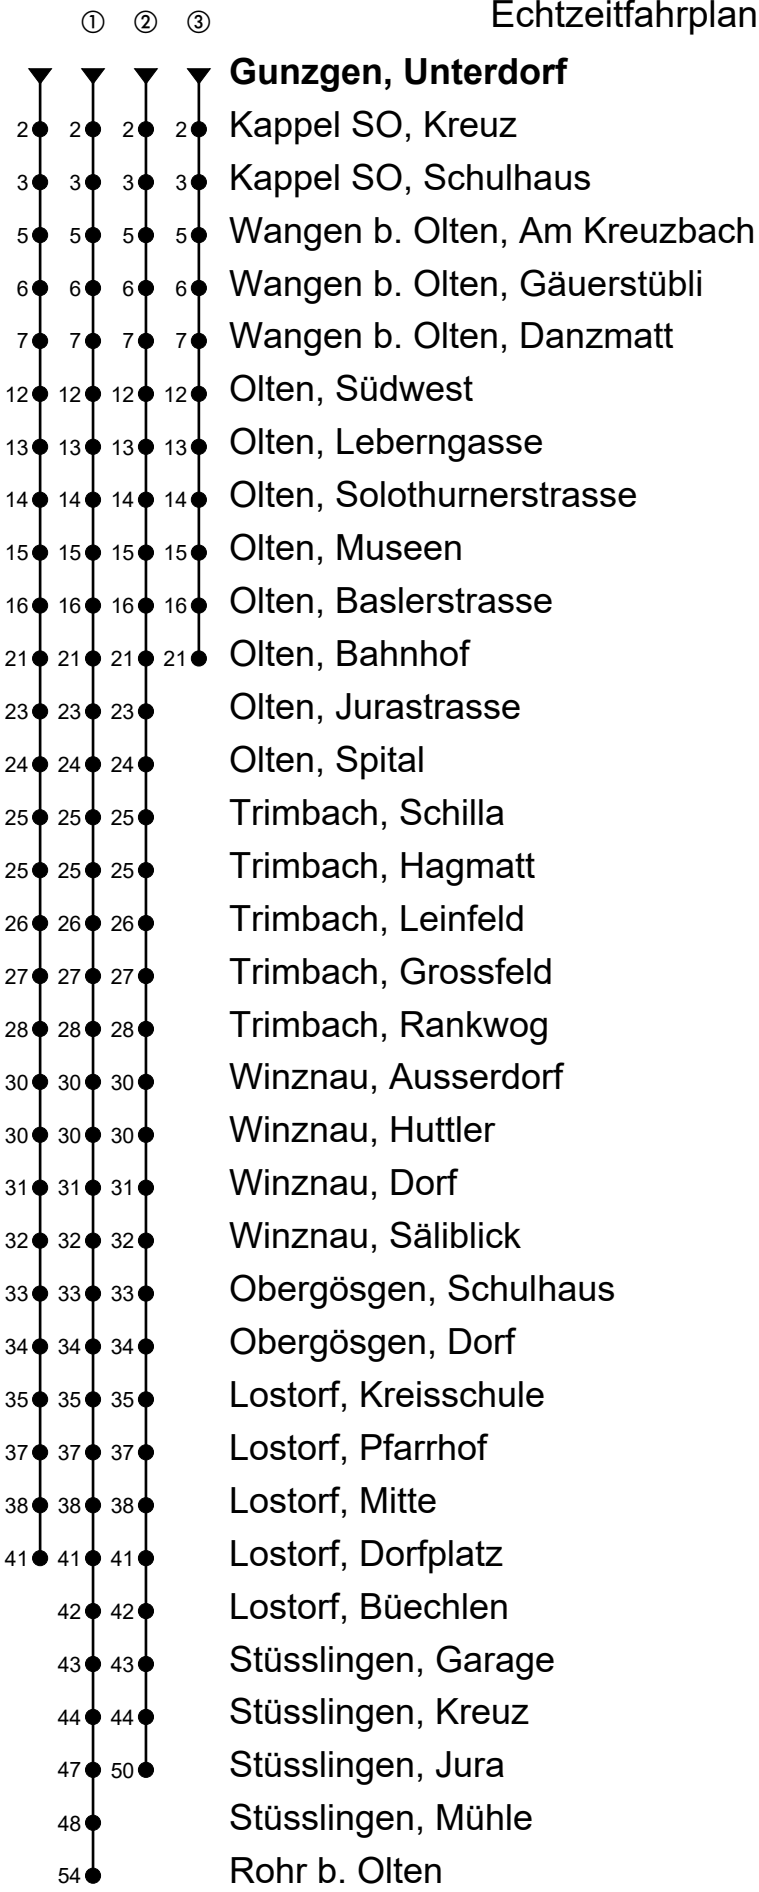 ① ② ③ Echtzeitfahrplan
Gunzgen, Unterdorf
2 2 2 2 Kappel SO, Kreuz
3 3 3 3 Kappel SO, Schulhaus
5 5 5 5 Wangen b. Olten, Am Kreuzbach
6 6 6 6 Wangen b. Olten, Gäuerstübli
7 7 7 7 Wangen b. Olten, Danzmatt
12 12 12 12 Olten, Südwest
13 13 13 13 Olten, Leberngasse
14 14 14 14 Olten, Solothurnerstrasse
15 15 15 15 Olten, Museen
16 16 16 16 Olten, Baslerstrasse
21 21 21 21 Olten, Bahnhof
23 23 23 Olten, Jurastrasse
24 24 24 Olten, Spital
25 25 25 Trimbach, Schilla
25 25 25 Trimbach, Hagmatt
26 26 26 Trimbach, Leinfeld
27 27 27 Trimbach, Grossfeld
28 28 28 Trimbach, Rankwog
30 30 30 Winznau, Ausserdorf
30 30 30 Winznau, Huttler
31 31 31 Winznau, Dorf
32 32 32 Winznau, Säliblick
33 33 33 Obergösgen, Schulhaus
34 34 34 Obergösgen, Dorf
35 35 35 Lostorf, Kreisschule
37 37 37 Lostorf, Pfarrhof
38 38 38 Lostorf, Mitte
41 41 41 Lostorf, Dorfplatz
42 42 Lostorf, Büechlen
43 43 Stüsslingen, Garage
44 44 Stüsslingen, Kreuz
47 50 Stüsslingen, Jura
48 Stüsslingen, Mühle
54 Rohr b. Olten